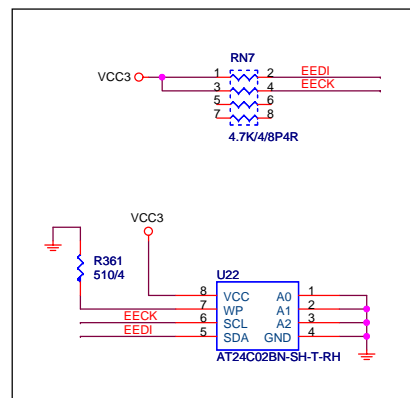 RN7
VCC3 1 2 EEDI
3 4 EECK
5 6
7 8
4.7K/4/8P4R
VCC3
R361
510/4
U22
8 VCC A0 1
7 WP A1 2
EECK 6 SCL A2 3
EEDI 5 SDA GND 4
AT24C02BN-SH-T-RH